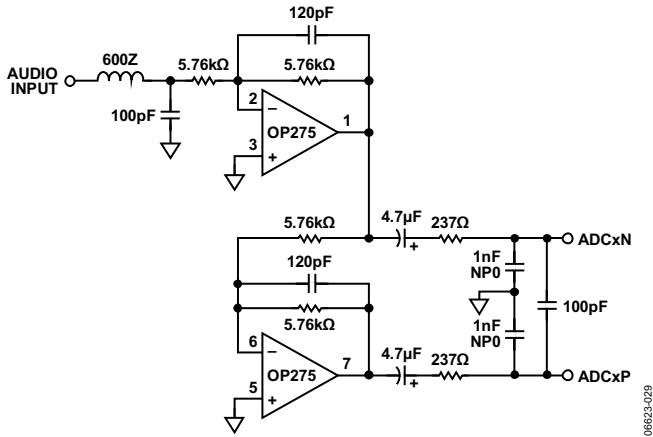 120pF
600Z
5.76kΩ
5.76kΩ
AUDIO
INPUT
100pF
2
–
OP275
1
3
+
5.76kΩ
4.7µF
+
237Ω
ADCxN
120pF
1nF
NP0
5.76kΩ
100pF
1nF
NP0
6
–
OP275
7
4.7µF
+
237Ω
ADCxP
5
+
06623-029